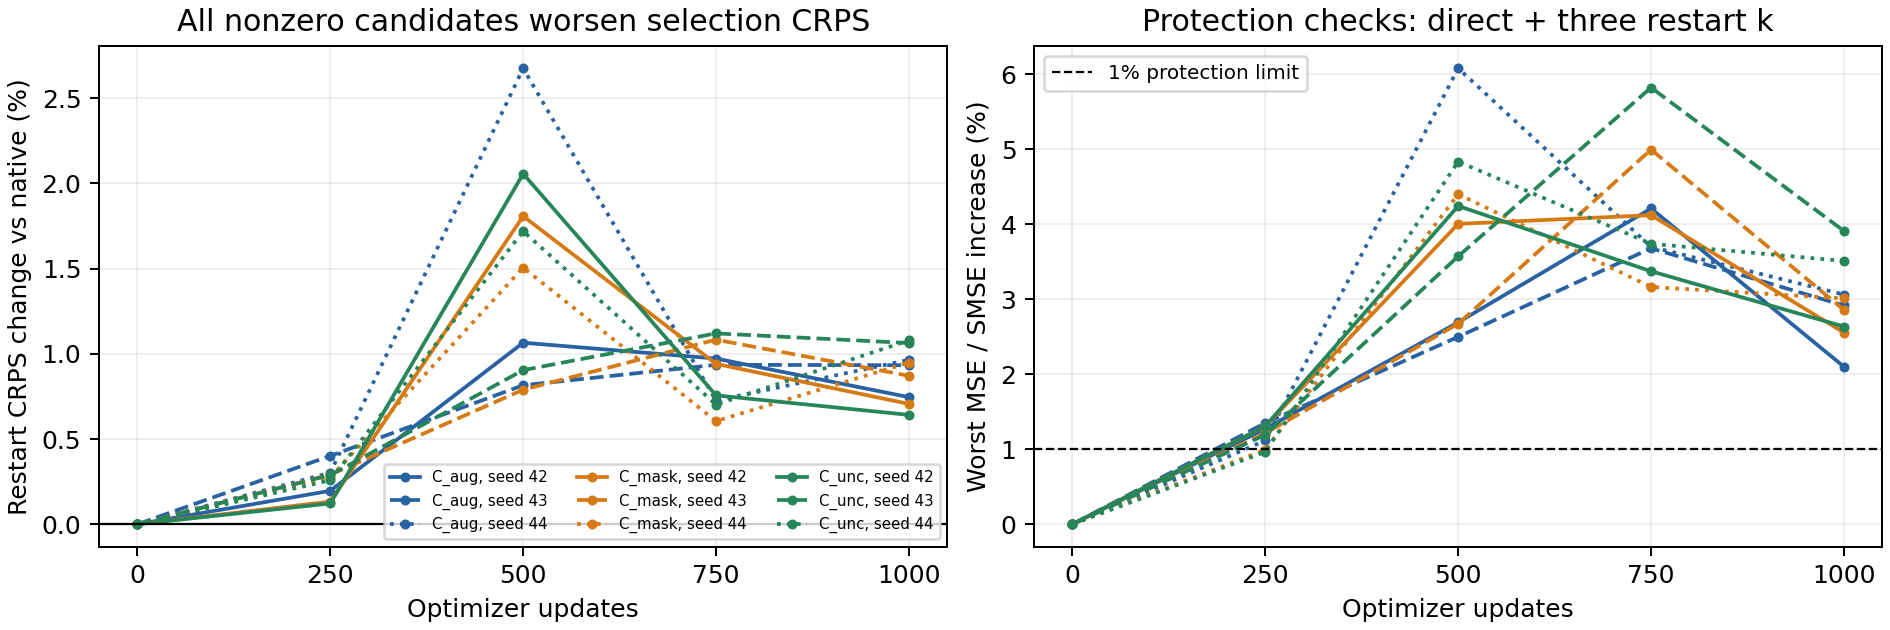 All nonzero candidates worsen selection CRPS
Restart CRPS change vs native (%)
2.5
2.0
1.5
1.0
0.5
0.0
C_aug, seed 42
C_aug, seed 43
C_aug, seed 44
C_mask, seed 42
C_mask, seed 43
C_mask, seed 44
C_unc, seed 42
C_unc, seed 43
C_unc, seed 44
0
250
500
750
1000
Optimizer updates
Protection checks: direct + three restart k
Worst MSE / SMSE increase (%)
6
5
4
3
2
1
0
1% protection limit
0
250
500
750
1000
Optimizer updates